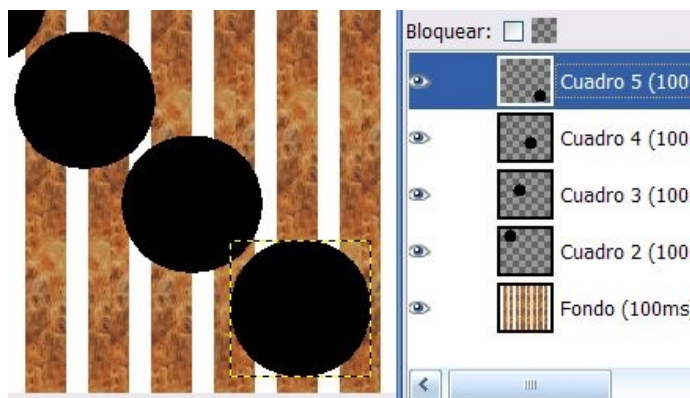 Bloquear:
Cuadro 5 (100
Cuadro 4 (100
Cuadro 3 (100
Cuadro 2 (100
Fondo (100ms